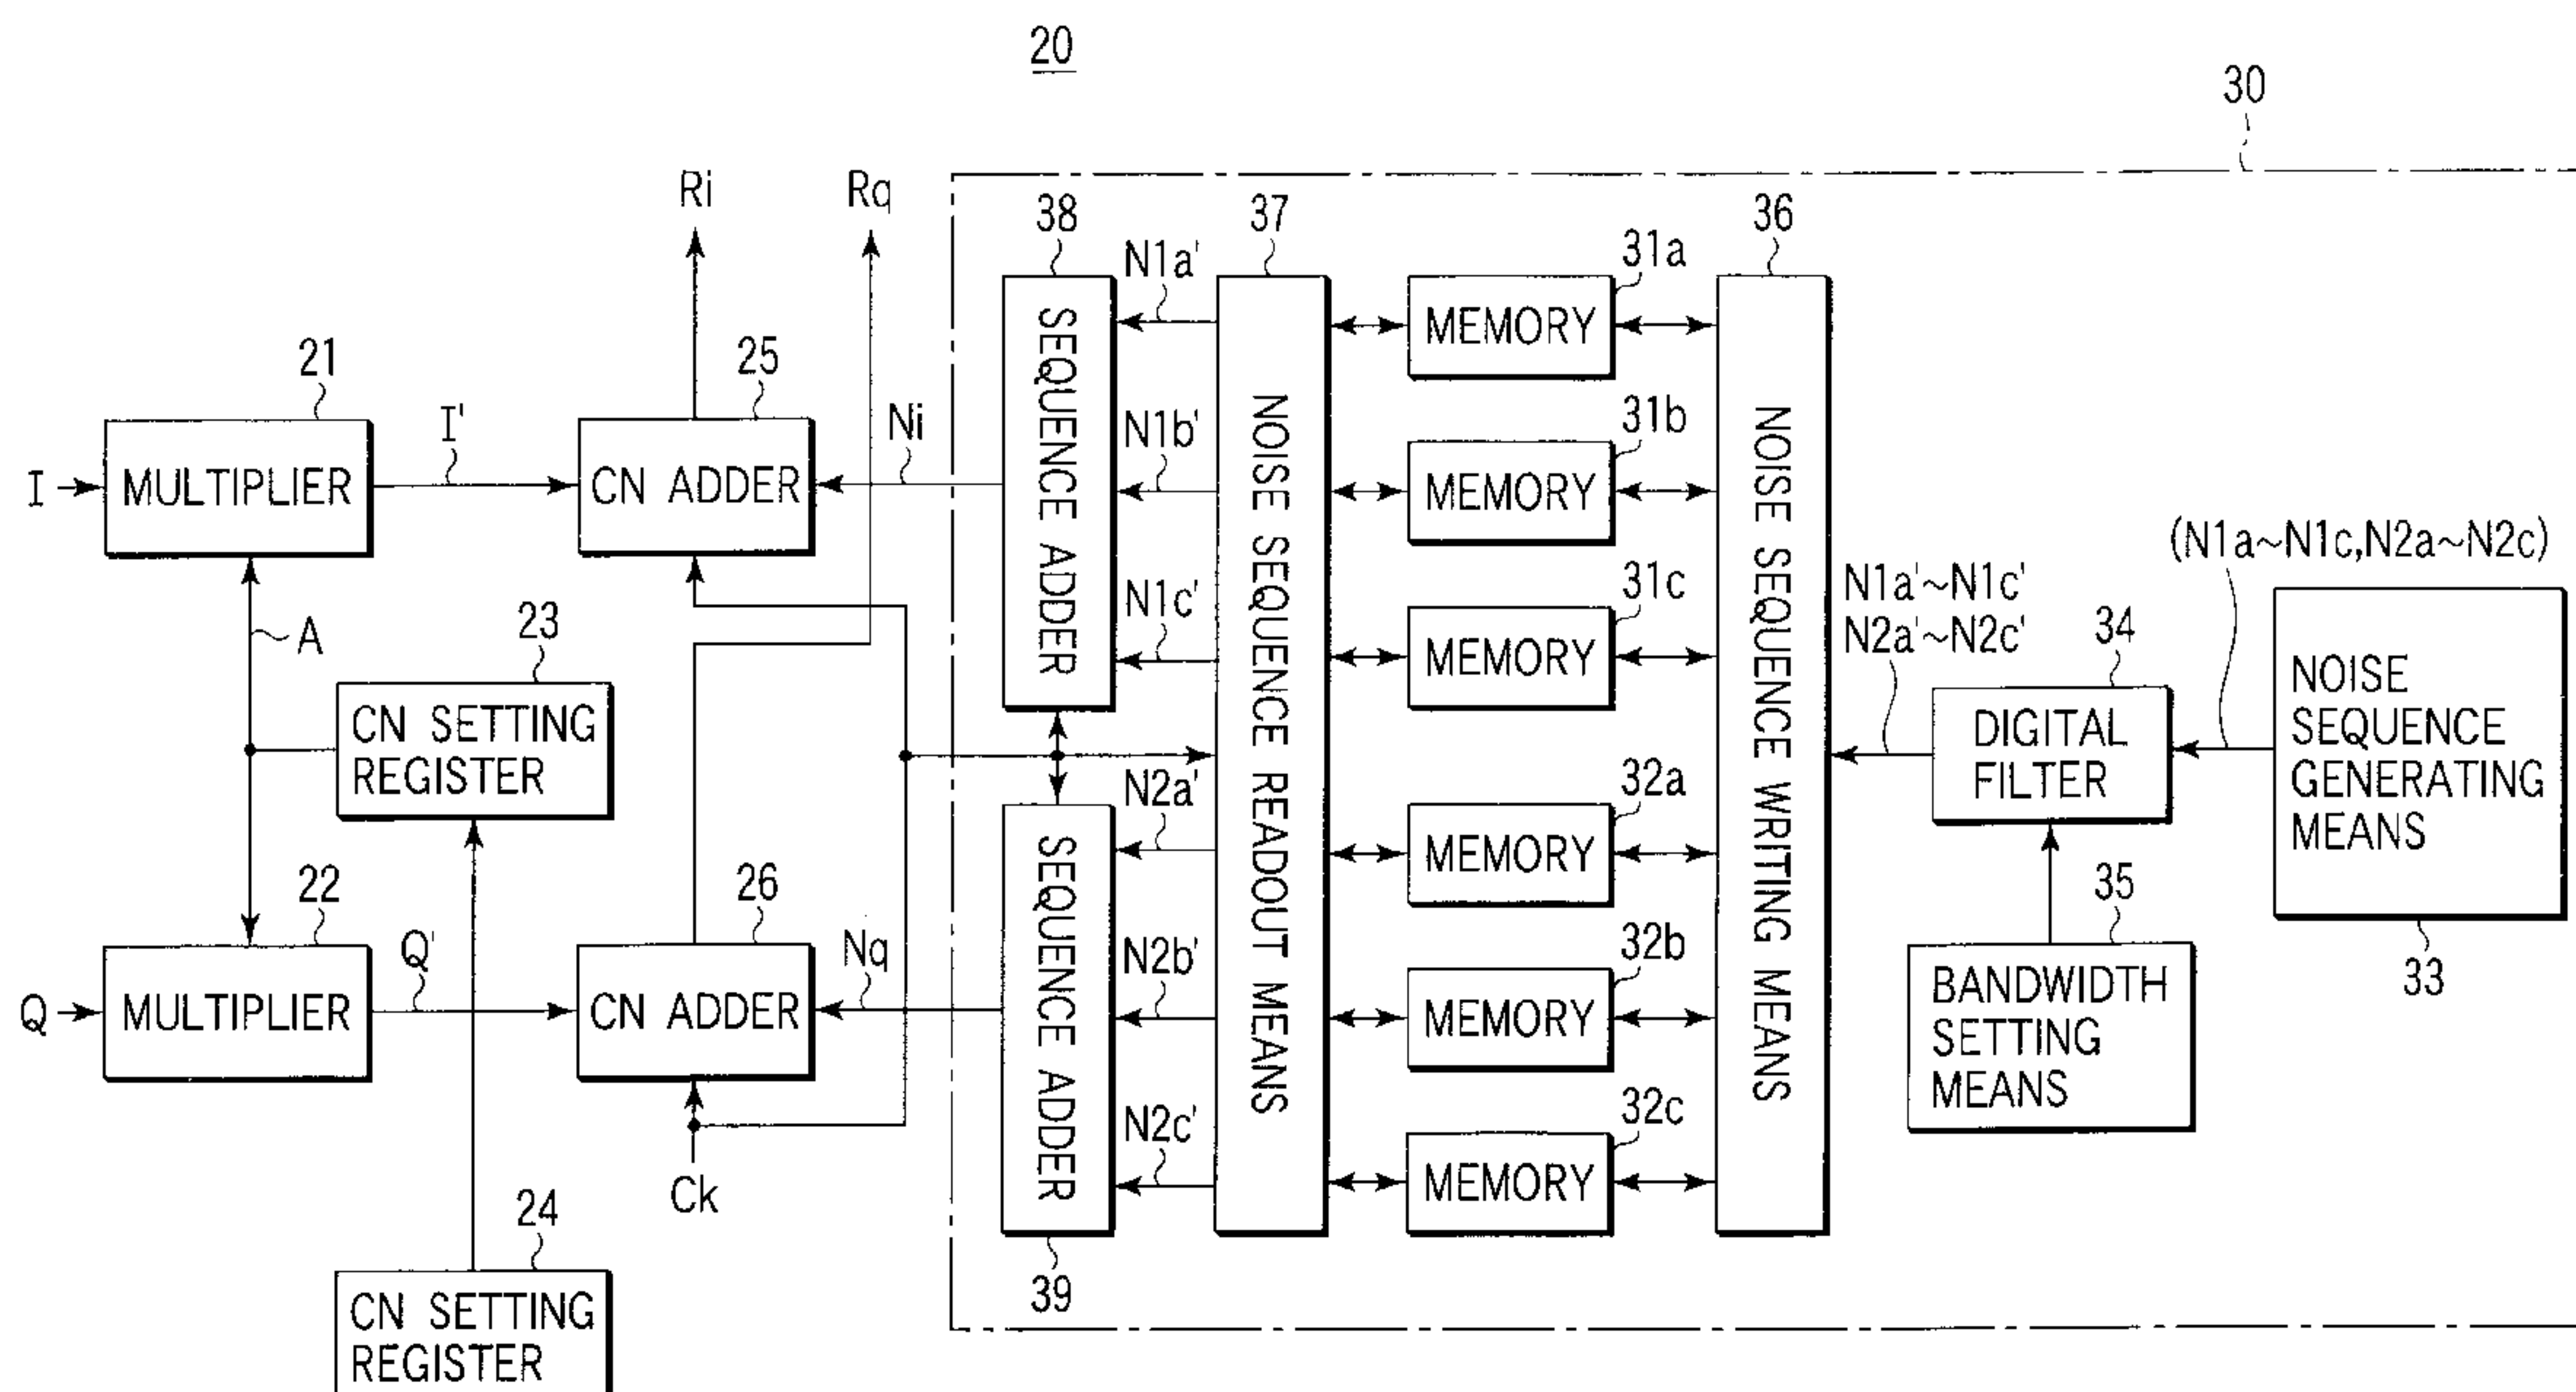 20
30
Ri
Rq
38
N1a'
37
31a
36
MEMORY
21
25
I'
Ni
I
MULTIPLIER
CN ADDER
SEQUENCE ADDER
N1b'
NOISE SEQUENCE READOUT MEANS
31b
MEMORY
NOISE SEQUENCE WRITING MEANS
(N1a~N1c,N2a~N2c)
N1c'
31c
MEMORY
N1a'~N1c'
N2a'~N2c'
34
A
23
CN SETTING
REGISTER
DIGITAL
FILTER
NOISE
SEQUENCE
GENERATING
MEANS
33
N2a'
32a
MEMORY
35
BANDWIDTH
SETTING
MEANS
22
26
Q'
Nq
Q
MULTIPLIER
CN ADDER
SEQUENCE ADDER
N2b'
32b
MEMORY
N2c'
32c
MEMORY
Ck
39
24
CN SETTING
REGISTER